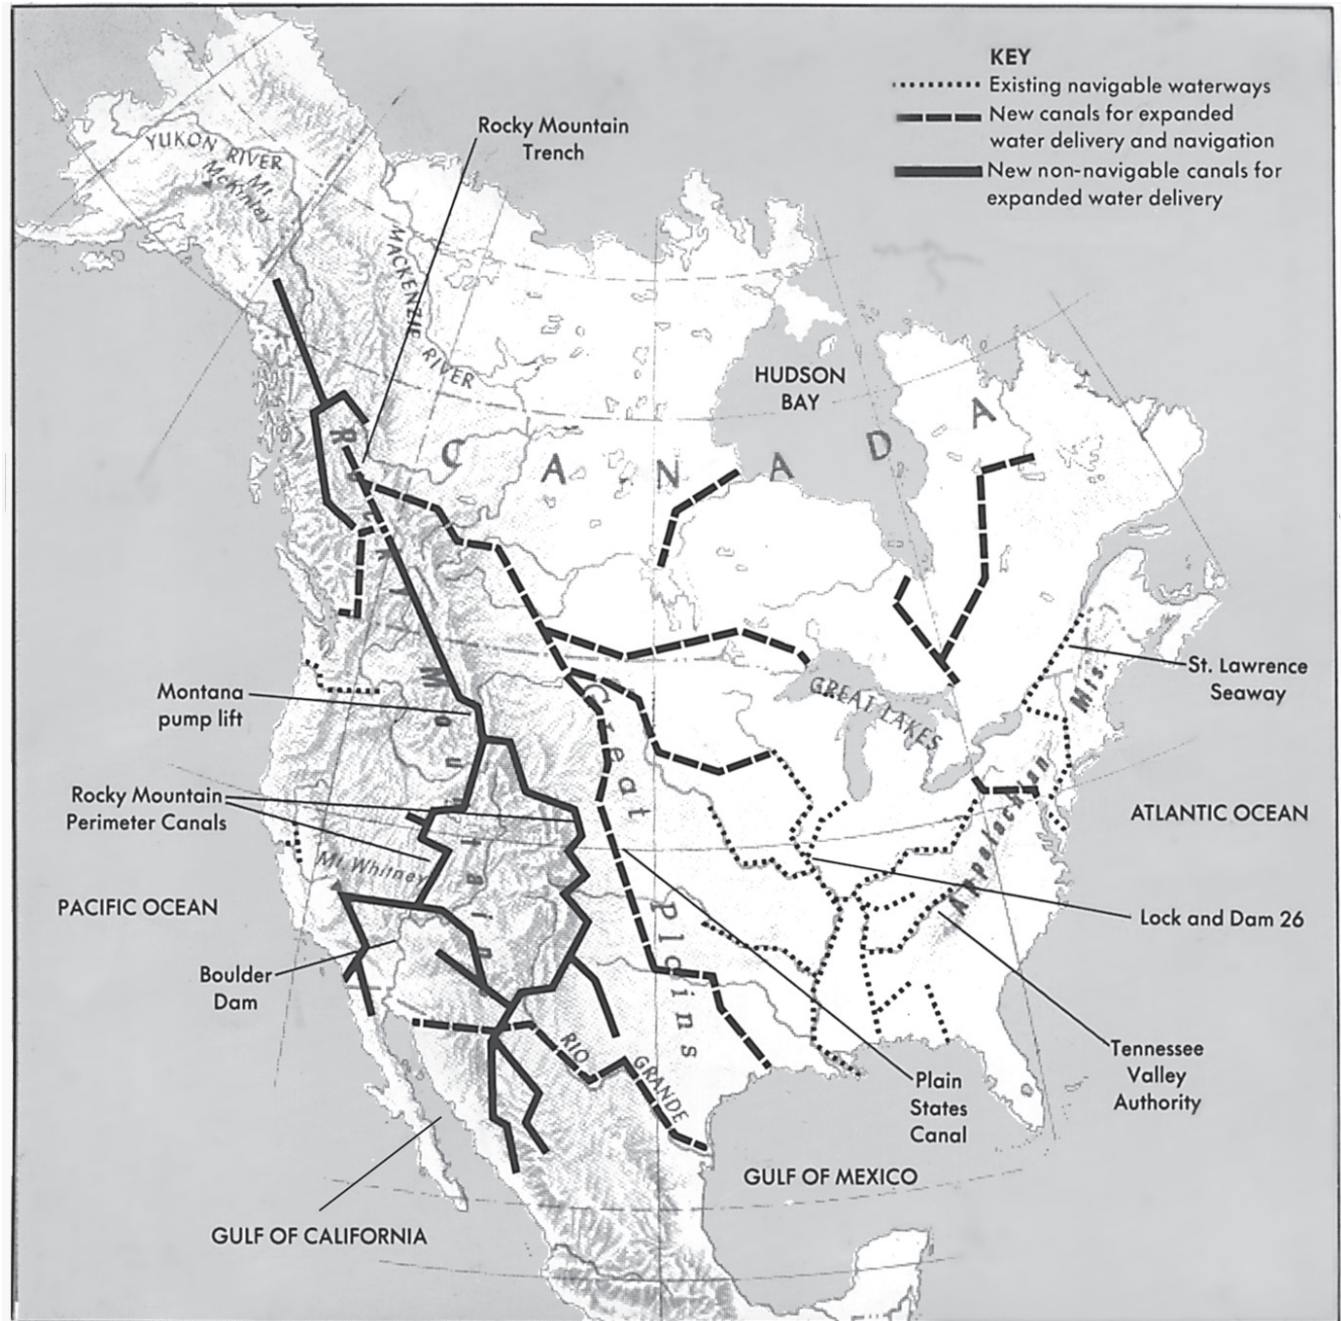 KEY
Existing navigable waterways
New canals for expanded
water delivery and navigation
New non-navigable canals for
expanded water delivery
Rocky Mountain
Trench
YUKON RIVER
Mt.
McKinley
MACKENZIE RIVER
HUDSON
BAY
CANADA
Rocky Mountains
St. Lawrence
Seaway
Montana
pump lift
GREAT LAKES
Appalachian Mts.
Great Plains
Rocky Mountain
Perimeter Canals
ATLANTIC OCEAN
Mt. Whitney
PACIFIC OCEAN
Lock and Dam 26
Boulder
Dam
RIO GRANDE
Tennessee
Valley
Authority
Plain
States
Canal
GULF OF MEXICO
GULF OF CALIFORNIA